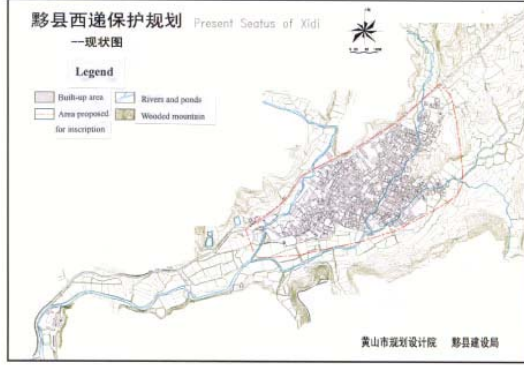 黟县西递保护规划 Present Seatus of Xidi
--现状图
Legend
Built-up area
Rivers and ponds
Area proposed
for inscription
Wooded mountain
黄山市规划设计院 黟县建设局